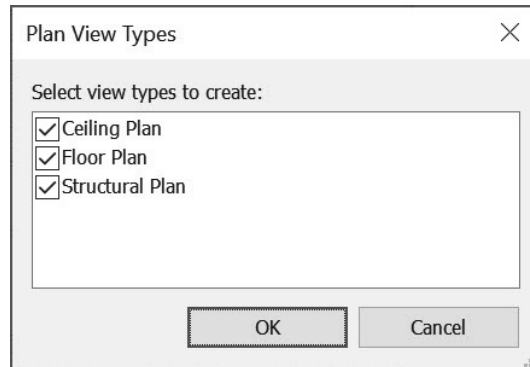 Plan View Types
Select view types to create:
Ceiling Plan
Floor Plan
Structural Plan
OK
Cancel